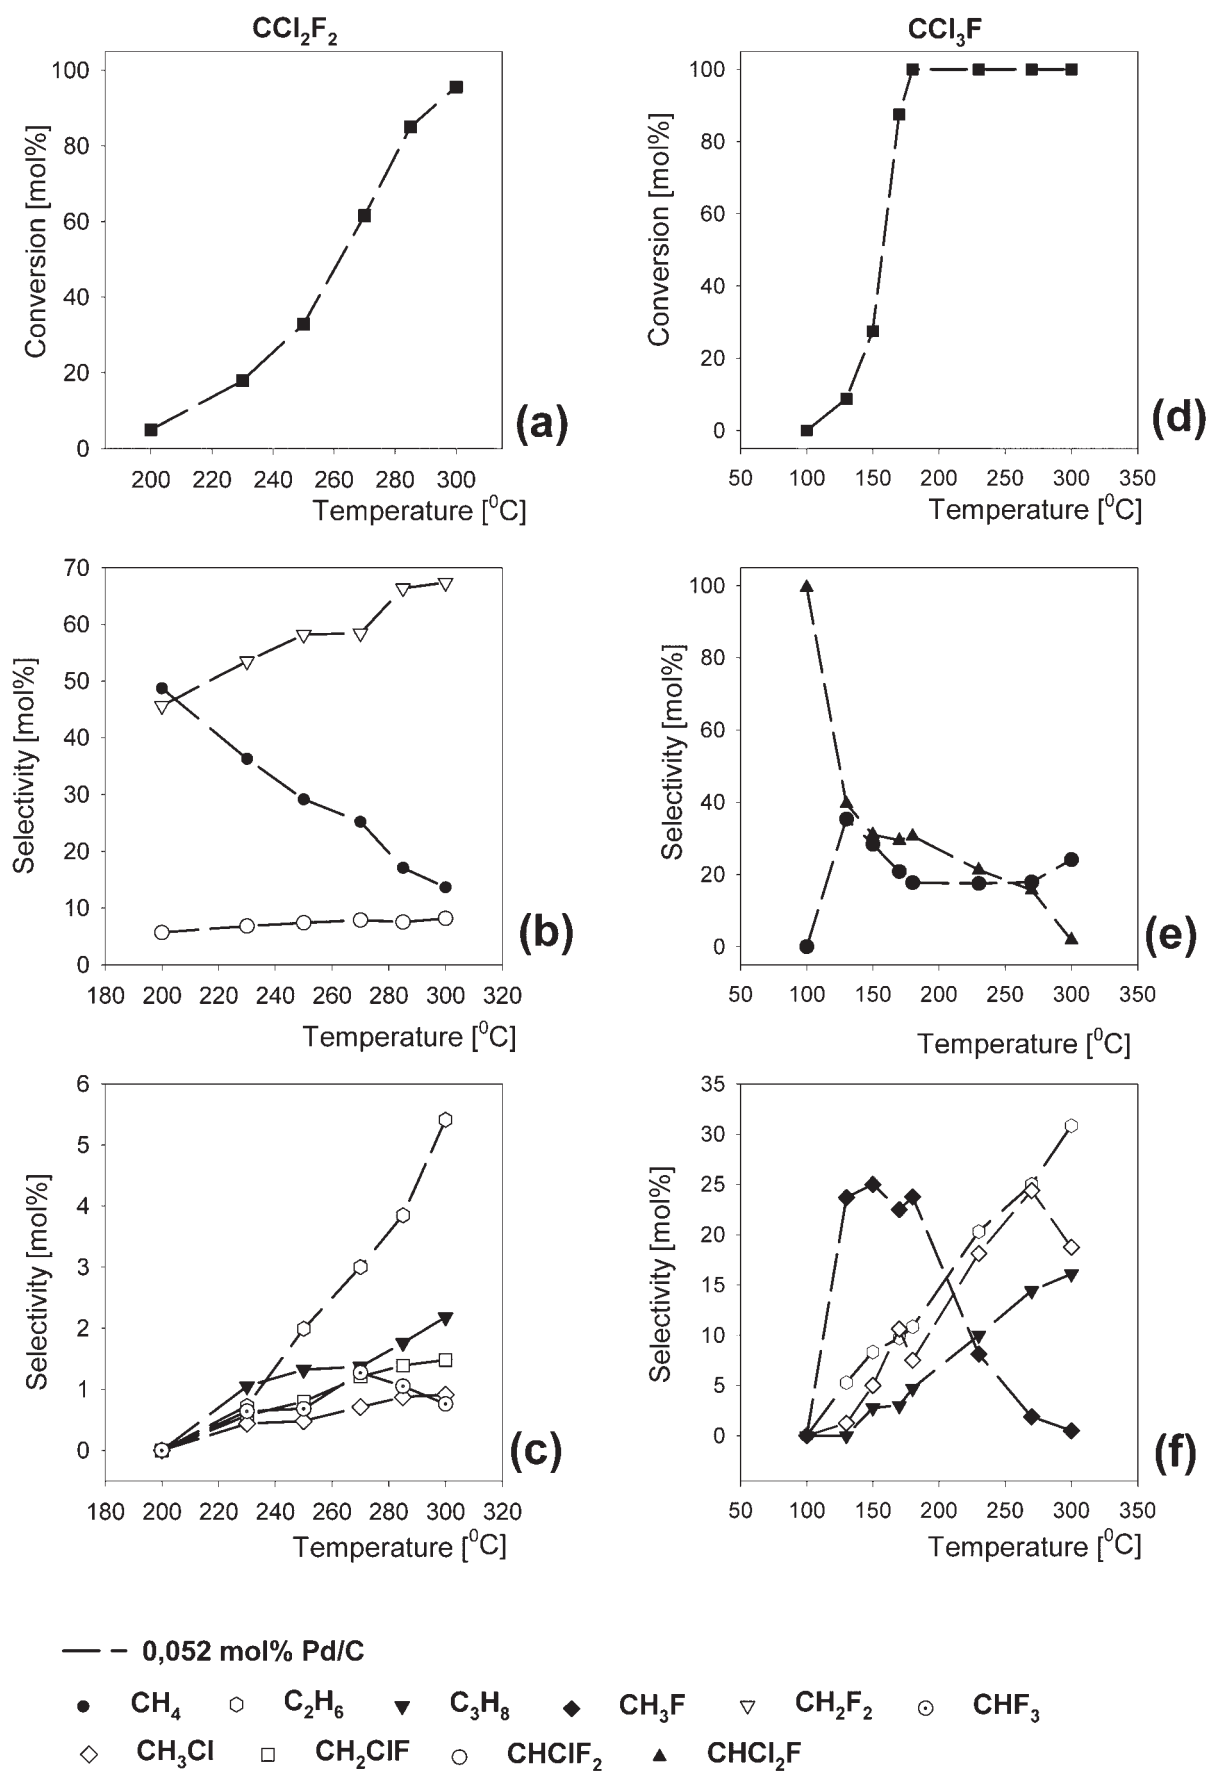 CCl2F2
CCl3F
Conversion [mol%]
100
80
60
40
20
0
200 220 240 260 280 300
Temperature [0C]
(a)
Conversion [mol%]
100
80
60
40
20
0
50 100 150 200 250 300 350
Temperature [0C]
(d)
Selectivity [mol%]
70
60
50
40
30
20
10
0
180 200 220 240 260 280 300 320
Temperature [0C]
(b)
Selectivity [mol%]
100
80
60
40
20
0
50 100 150 200 250 300 350
Temperature [0C]
(e)
Selectivity [mol%]
6
5
4
3
2
1
0
180 200 220 240 260 280 300 320
Temperature [0C]
(c)
Selectivity [mol%]
35
30
25
20
15
10
5
0
50 100 150 200 250 300 350
Temperature [0C]
(f)
0,052 mol% Pd/C
CH4 C2H6 C3H8 CH3F CH2F2 CHF3
CH3Cl CH2ClF CHClF2 CHCl2F